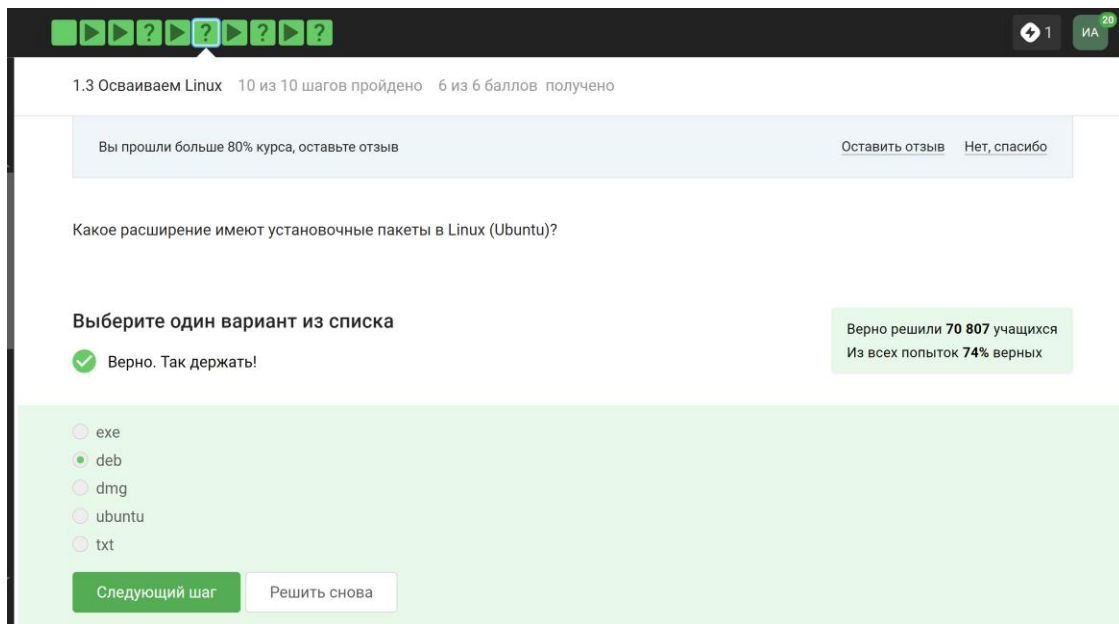 ? ? ? ?
1
ИА
20
1.3 Осваиваем Linux 10 из 10 шагов пройдено 6 из 6 баллов получено
Вы прошли больше 80% курса, оставьте отзыв Оставить отзыв Нет, спасибо
Какое расширение имеют установочные пакеты в Linux (Ubuntu)?
Выберите один вариант из списка
Верно. Так держать!
Верно решили 70 807 учащихся
Из всех попыток 74% верных
exe
deb
dmg
ubuntu
txt
Следующий шаг Решить снова